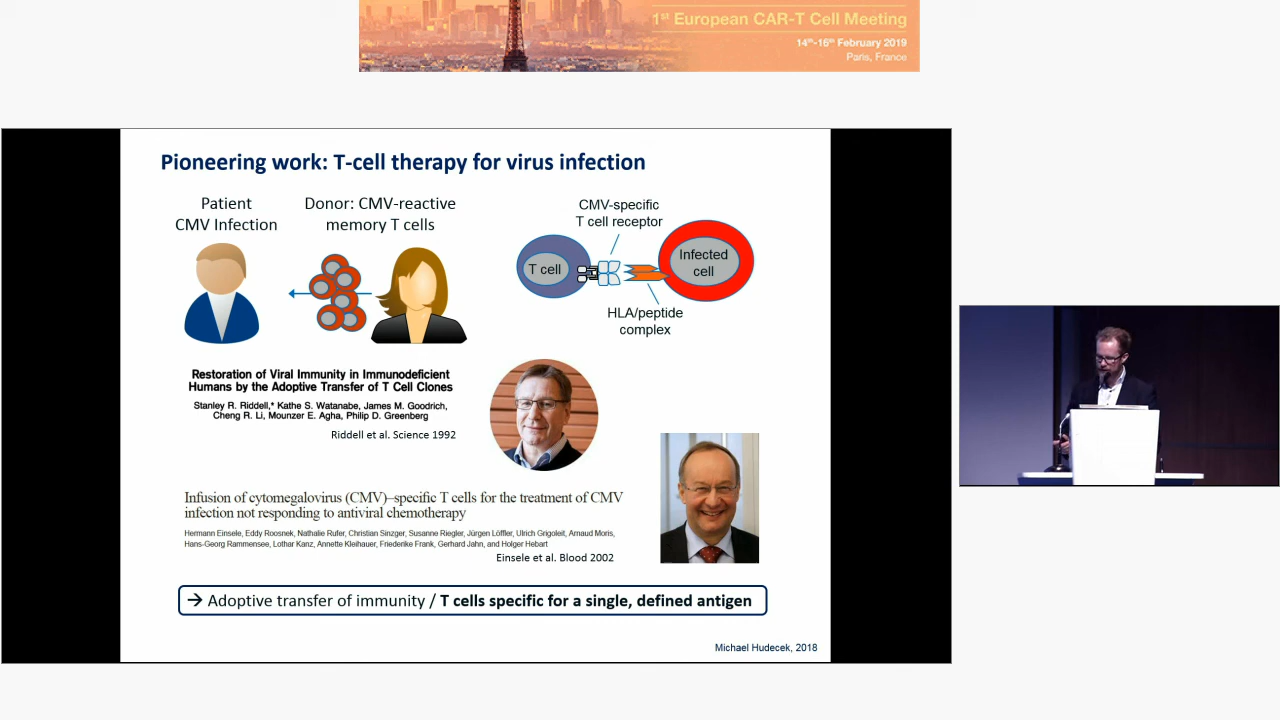 1st European CAR-T Cell Meeting
14th-16th February 2019
Paris, France
Pioneering work: T-cell therapy for virus infection
Patient
CMV Infection
Donor: CMV-reactive
memory T cells
CMV-specific
T cell receptor
T cell
Infected
cell
HLA/peptide
complex
Restoration of Viral Immunity in Immunodeficient
Humans by the Adoptive Transfer of T Cell Clones
Stanley R. Riddell,* Kathe S. Watanabe, James M. Goodrich,
Cheng R. Li, Mounzer E. Agha, Philip D. Greenberg
Riddell et al. Science 1992
Infusion of cytomegalovirus (CMV)–specific T cells for the treatment of CMV
infection not responding to antiviral chemotherapy
Hermann Einsele, Eddy Roosnek, Nathalie Rufer, Christian Sinzger, Susanne Riegler, Jürgen Löffler, Ulrich Grigoleit, Arnaud Moris,
Hans-Georg Rammensee, Lothar Kanz, Annette Kleihauer, Friederike Frank, Gerhard Jahn, and Holger Hebart
Einsele et al. Blood 2002
→ Adoptive transfer of immunity / T cells specific for a single, defined antigen
Michael Hudecek, 2018